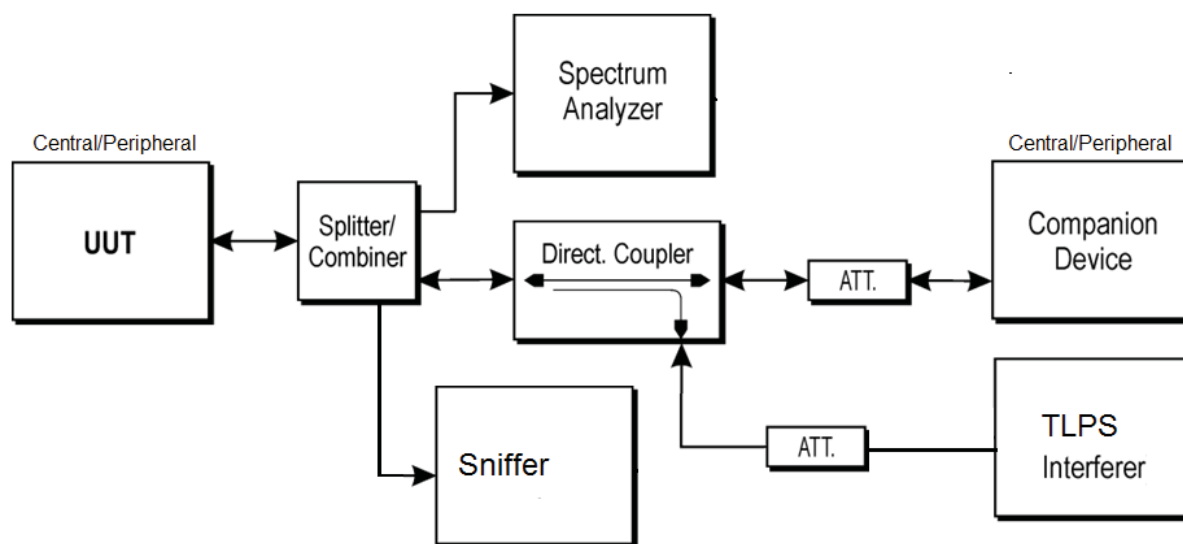 Spectrum
Analyzer
Central/Peripheral
Central/Peripheral
UUT
Splitter/
Combiner
Direct. Coupler
ATT.
Companion
Device
Sniffer
ATT.
TLPS
Interferer